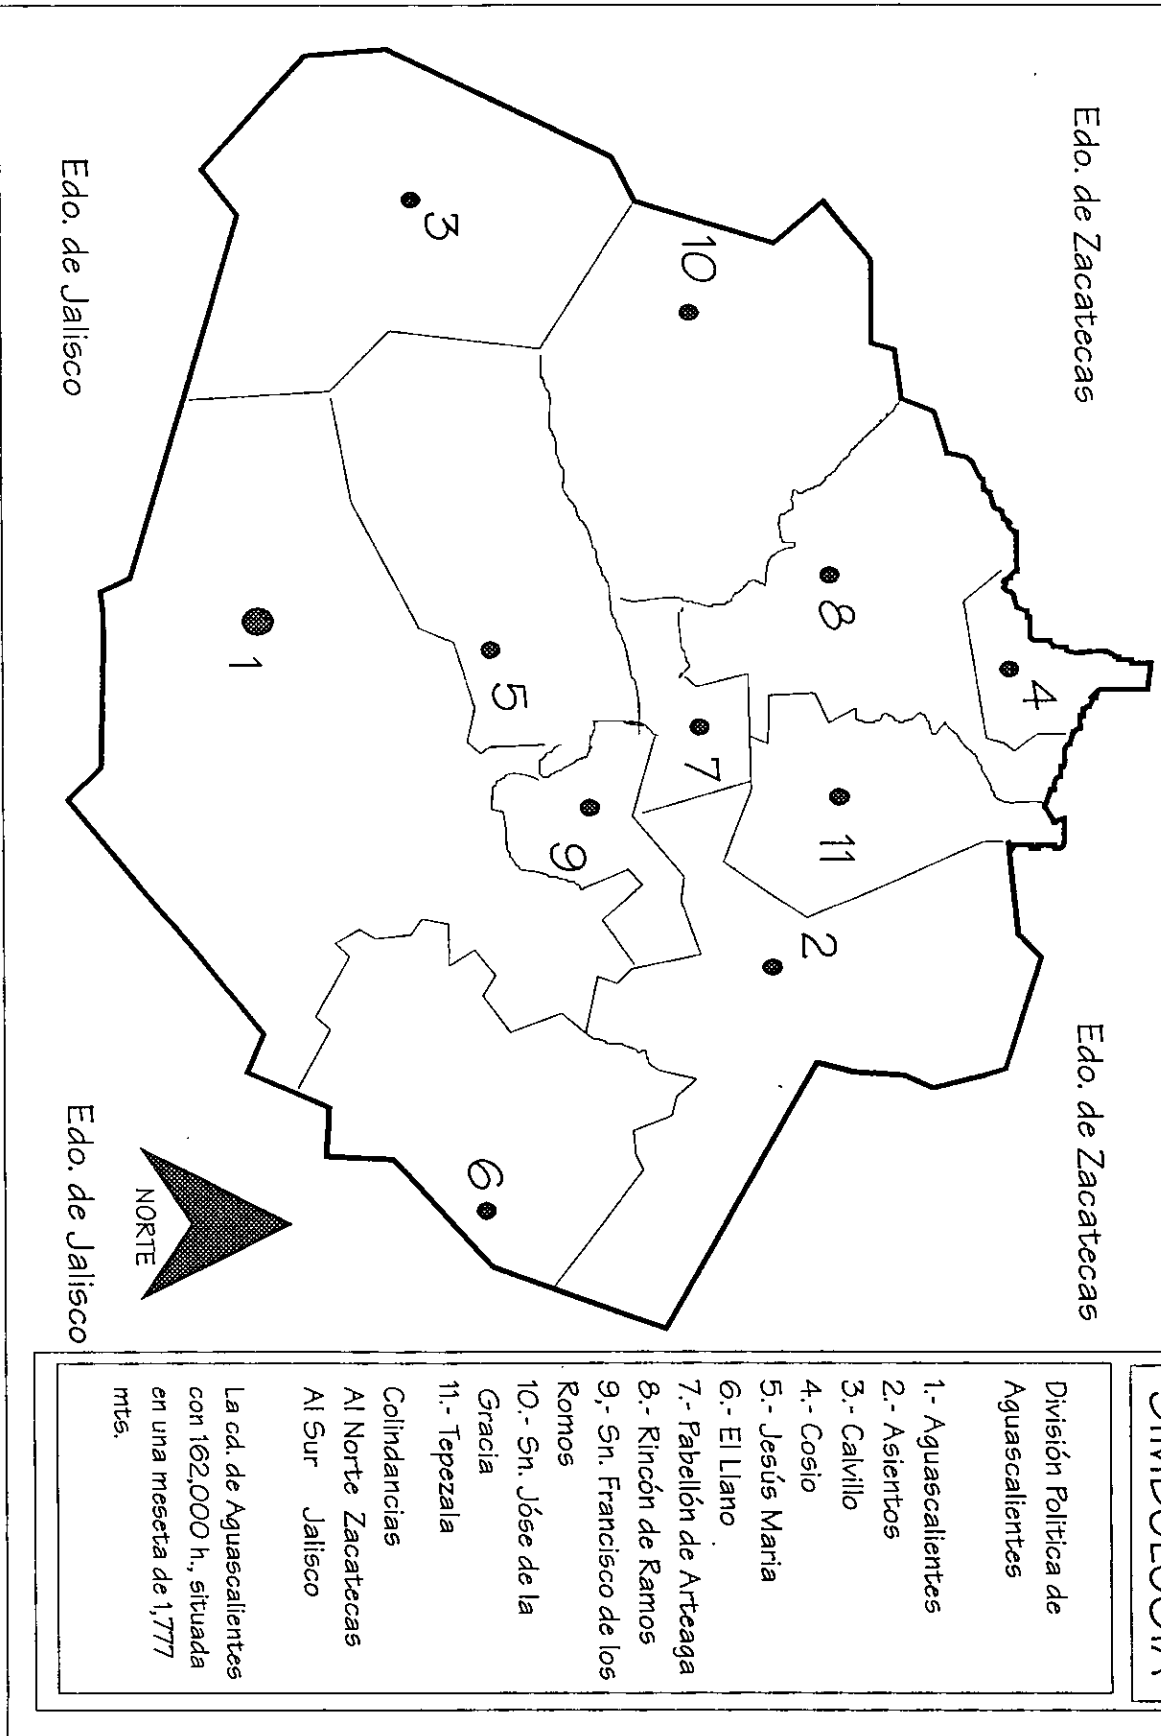 Edo. de Zacatecas
Edo. de Zacatecas
Edo. de Jalisco
Edo. de Jalisco
3
10
8
4
1
5
7
11
9
2
6
NORTE
SIMBOLOGIA
División Politica de
Aguascalientes
1.- Aguascalientes
2.- Asientos
3.- Calvillo
4.- Cosio
5.- Jesús Maria
6.- El Llano
7.- Pabellón de Arteaga
8.- Rincón de Ramos
9,- Sn. Francisco de los
Romos
10.- Sn. Jóse de la
Gracia
11.- Tepezala
Colindancias
Al Norte Zacatecas
Al Sur Jalisco
La cd. de Aguascalientes
con 162,000 h., situada
en una meseta de 1,777
mts.